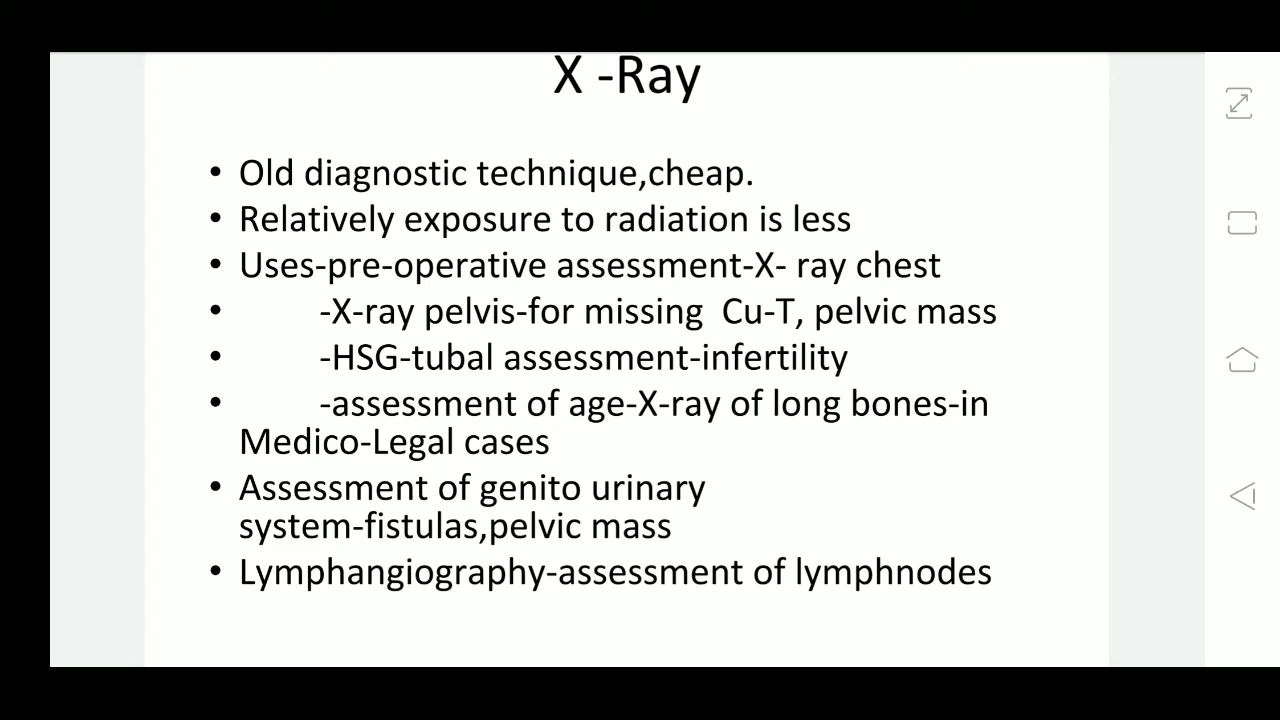 X -Ray
• Old diagnostic technique,cheap.
• Relatively exposure to radiation is less
• Uses-pre-operative assessment-X- ray chest
• -X-ray pelvis-for missing Cu-T, pelvic mass
• -HSG-tubal assessment-infertility
• -assessment of age-X-ray of long bones-in
Medico-Legal cases
• Assessment of genito urinary
system-fistulas,pelvic mass
• Lymphangiography-assessment of lymphnodes